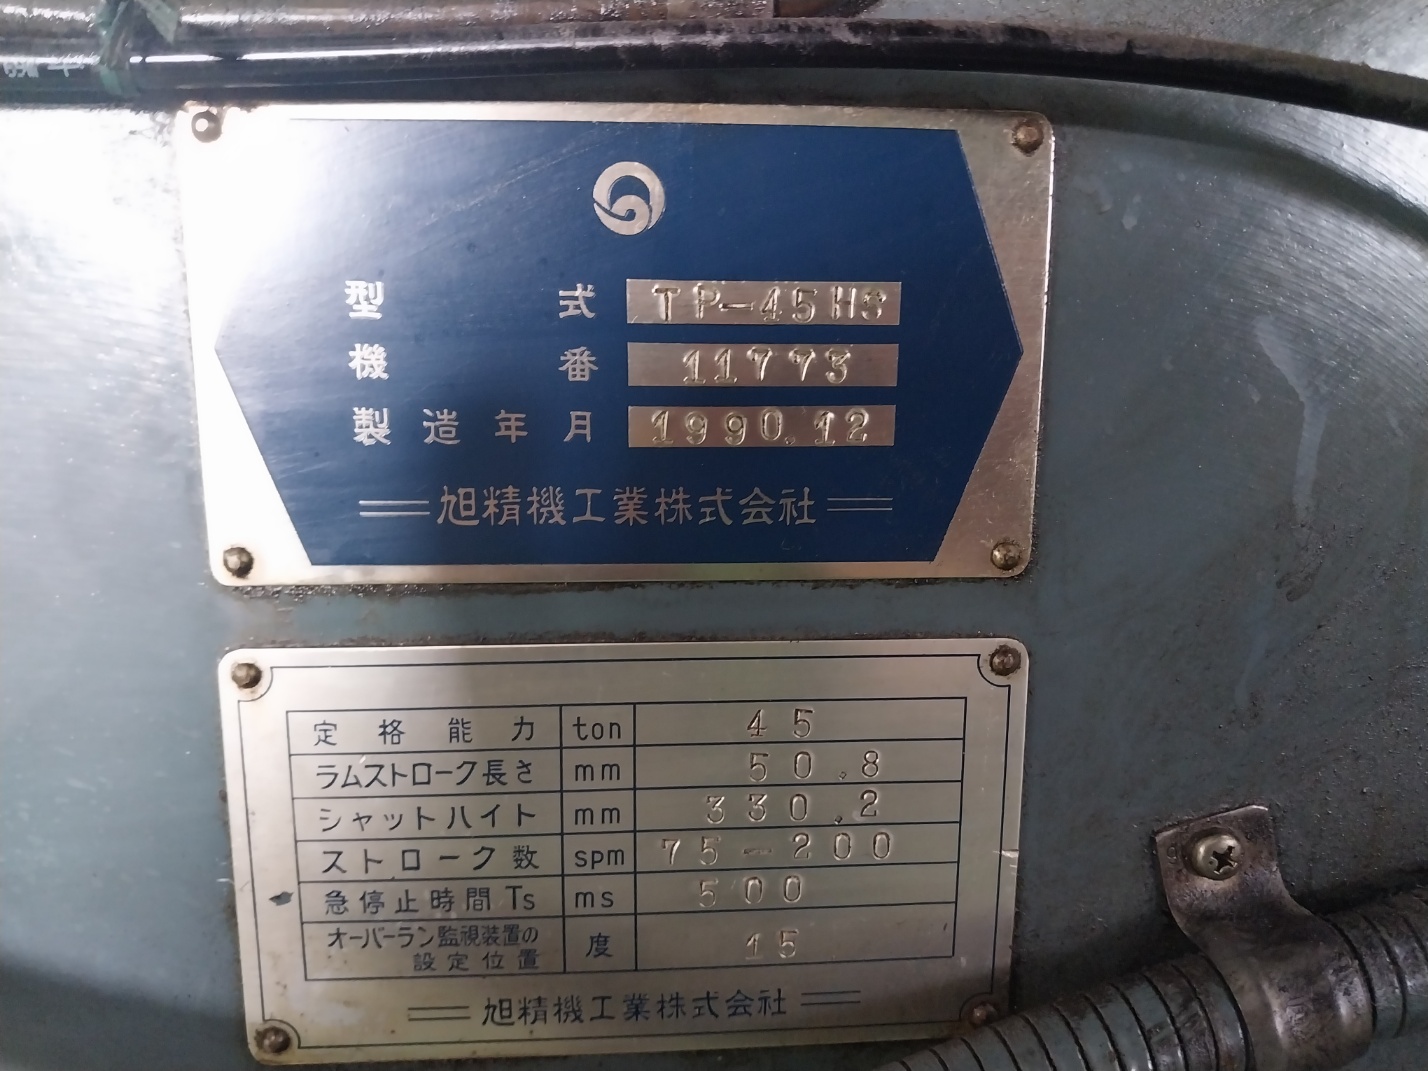 型式 TP-45HS
機番 11773
製造年月 1990.12
旭精機工業株式会社
定格能力 ton 45
ラムストローク長さ mm 50.8
シャットハイト mm 330.2
ストローク数 spm 75-200
急停止時間 Ts ms 500
オーバーラン監視装置の設定位置 度 15
旭精機工業株式会社